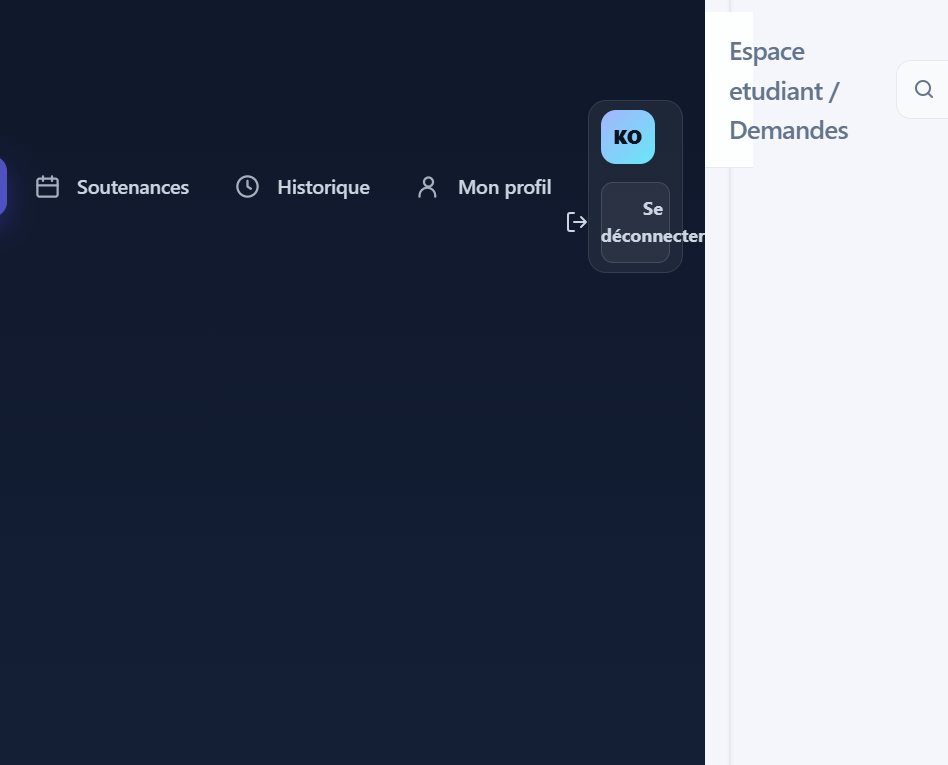 Espace
etudiant /
Demandes
KO
Soutenances
Historique
Mon profil
Se
déconnecter